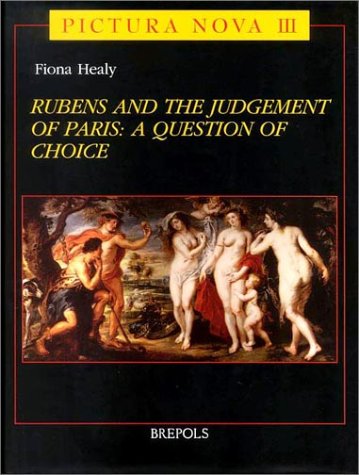 PICTURA NOVA III
Fiona Healy
RUBENS AND THE JUDGEMENT
OF PARIS: A QUESTION OF
CHOICE
BREPOLS